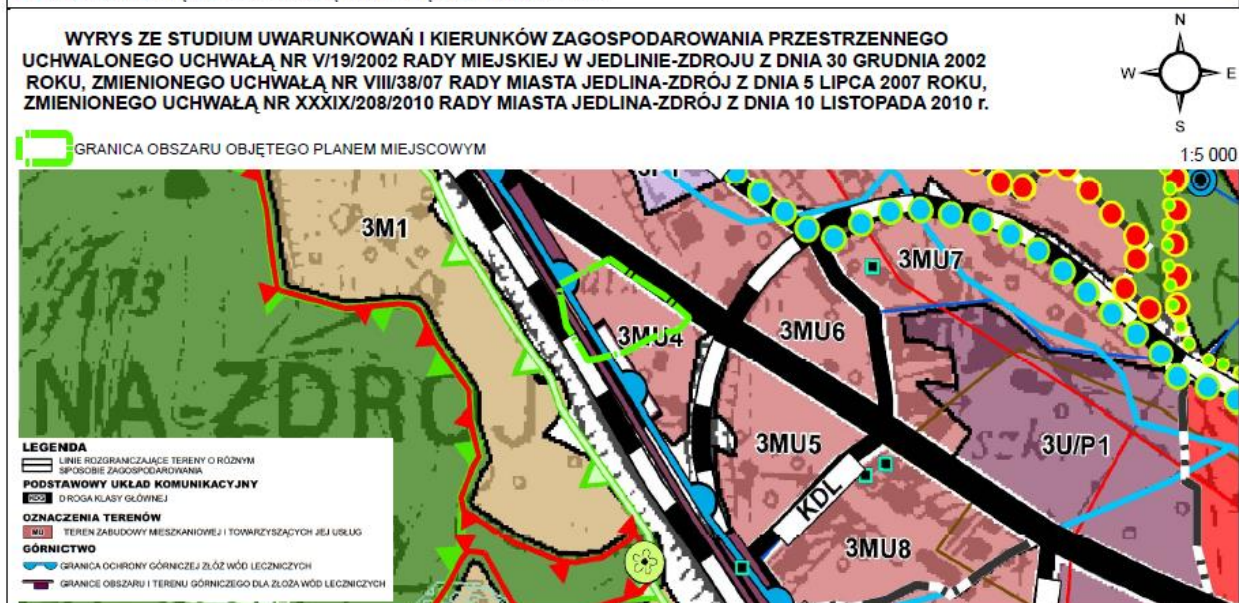 WYRYS ZE STUDIUM UWARUNKOWAŃ I KIERUNKÓW ZAGOSPODAROWANIA PRZESTRZENNEGO
UCHWALONEGO UCHWAŁĄ NR V/19/2002 RADY MIEJSKIEJ W JEDLINIE-ZDROJU Z DNIA 30 GRUDNIA 2002
ROKU, ZMIENIONEGO UCHWAŁĄ NR VIII/38/07 RADY MIASTA JEDLINA-ZDRÓJ Z DNIA 5 LIPCA 2007 ROKU,
ZMIENIONEGO UCHWAŁĄ NR XXXIX/208/2010 RADY MIASTA JEDLINA-ZDRÓJ Z DNIA 10 LISTOPADA 2010 r.
N
W
E
S
GRANICA OBSZARU OBJĘTEGO PLANEM MIEJSCOWYM
1:5 000
3M1
3MU7
3MU4
3MU6
NA-ZDRÓJ
3MU5
3U/P1
KDL
3MU8
LEGENDA
LINIE ROZGRANICZAJĄCE TERENY O RÓŻNYM
SPOSOBIE ZAGOSPODAROWANIA
PODSTAWOWY UKŁAD KOMUNIKACYJNY
KDG DROGA KLASY GŁÓWNEJ
OZNACZENIA TERENÓW
MU TEREN ZABUDOWY MIESZKANIOWEJ I TOWARZYSZĄCYCH JEJ USŁUG
GÓRNICTWO
GRANICA OCHRONY GÓRNICZEJ ZŁÓŻ WÓD LECZNICZYCH
GRANICE OBSZARU I TERENU GÓRNICZEGO DLA ZŁOŻA WÓD LECZNICZYCH